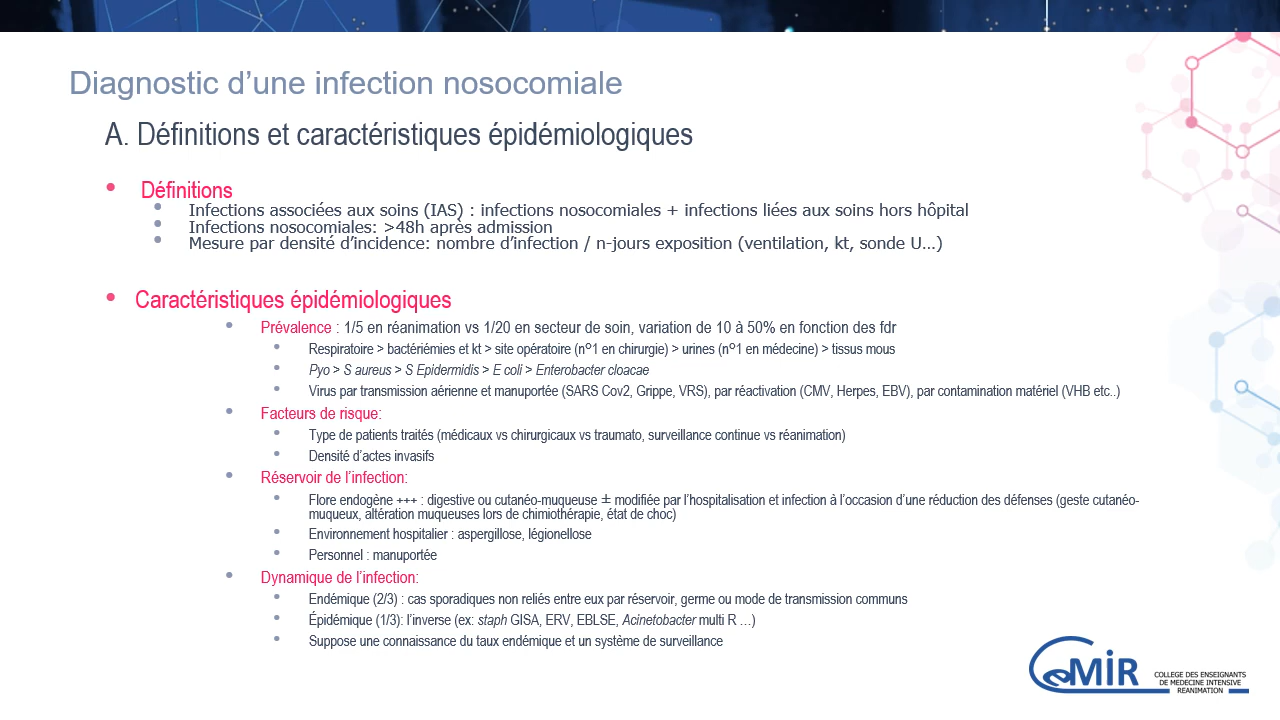 Diagnostic d’une infection nosocomiale
A. Définitions et caractéristiques épidémiologiques
• Définitions
• Infections associées aux soins (IAS) : infections nosocomiales + infections liées aux soins hors hôpital
• Infections nosocomiales: >48h après admission
• Mesure par densité d’incidence: nombre d’infection / n-jours exposition (ventilation, kt, sonde U…)
• Caractéristiques épidémiologiques
• Prévalence : 1/5 en réanimation vs 1/20 en secteur de soin, variation de 10 à 50% en fonction des fdr
• Respiratoire > bactériémies et kt > site opératoire (n°1 en chirurgie) > urines (n°1 en médecine) > tissus mous
• Pyo > S aureus > S Epidermidis > E coli > Enterobacter cloacae
• Virus par transmission aérienne et manuportée (SARS Cov2, Grippe, VRS), par réactivation (CMV, Herpes, EBV), par contamination matériel (VHB etc..)
• Facteurs de risque:
• Type de patients traités (médicaux vs chirurgicaux vs traumato, surveillance continue vs réanimation)
• Densité d’actes invasifs
• Réservoir de l’infection:
• Flore endogène +++ : digestive ou cutanéo-muqueuse ± modifiée par l’hospitalisation et infection à l’occasion d’une réduction des défenses (geste cutanéo-
muqueux, altération muqueuses lors de chimiothérapie, état de choc)
• Environnement hospitalier : aspergillose, légionellose
• Personnel : manuportée
• Dynamique de l’infection:
• Endémique (2/3) : cas sporadiques non reliés entre eux par réservoir, germe ou mode de transmission communs
• Épidémique (1/3): l’inverse (ex: staph GISA, ERV, EBLSE, Acinetobacter multi R …)
• Suppose une connaissance du taux endémique et un système de surveillance
CeMIR
COLLEGE DES ENSEIGNANTS
DE MEDECINE INTENSIVE
REANIMATION